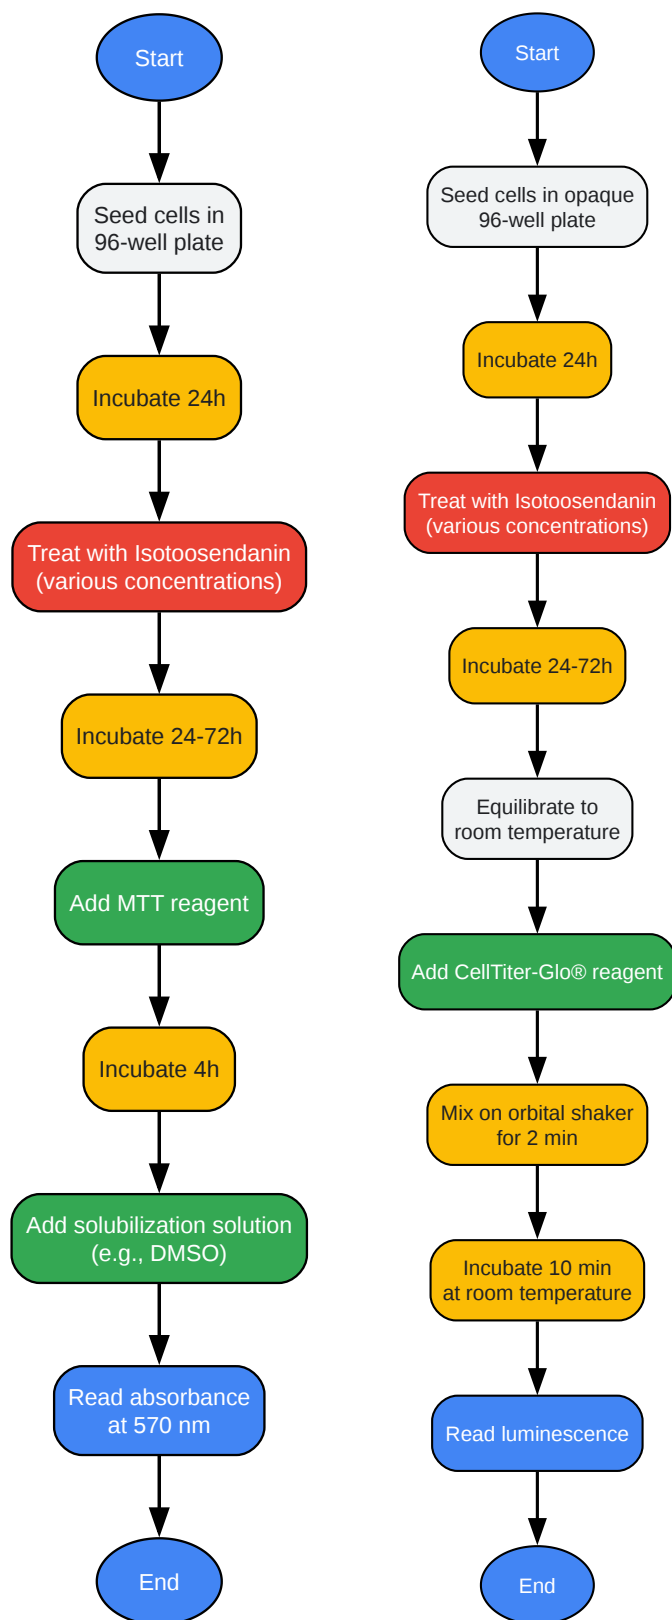 Start
Seed cells in
96-well plate
Incubate 24h
Treat with Isotoosendanin
(various concentrations)
Incubate 24-72h
Add MTT reagent
Incubate 4h
Add solubilization solution
(e.g., DMSO)
Read absorbance
at 570 nm
End
Start
Seed cells in opaque
96-well plate
Incubate 24h
Treat with Isotoosendanin
(various concentrations)
Incubate 24-72h
Equilibrate to
room temperature
Add CellTiter-Glo® reagent
Mix on orbital shaker
for 2 min
Incubate 10 min
at room temperature
Read luminescence
End